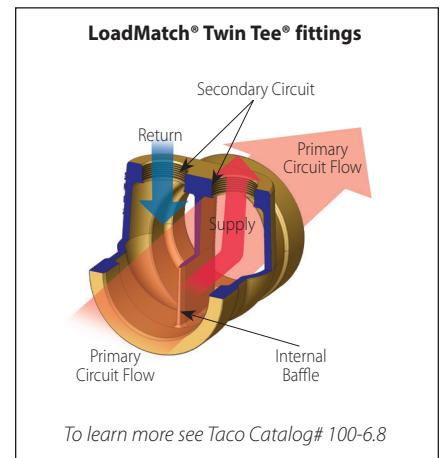 LoadMatch® Twin Tee® fittings
Secondary Circuit
Return
Primary
Circuit Flow
Supply
Primary
Circuit Flow
Internal
Baffle
To learn more see Taco Catalog# 100-6.8